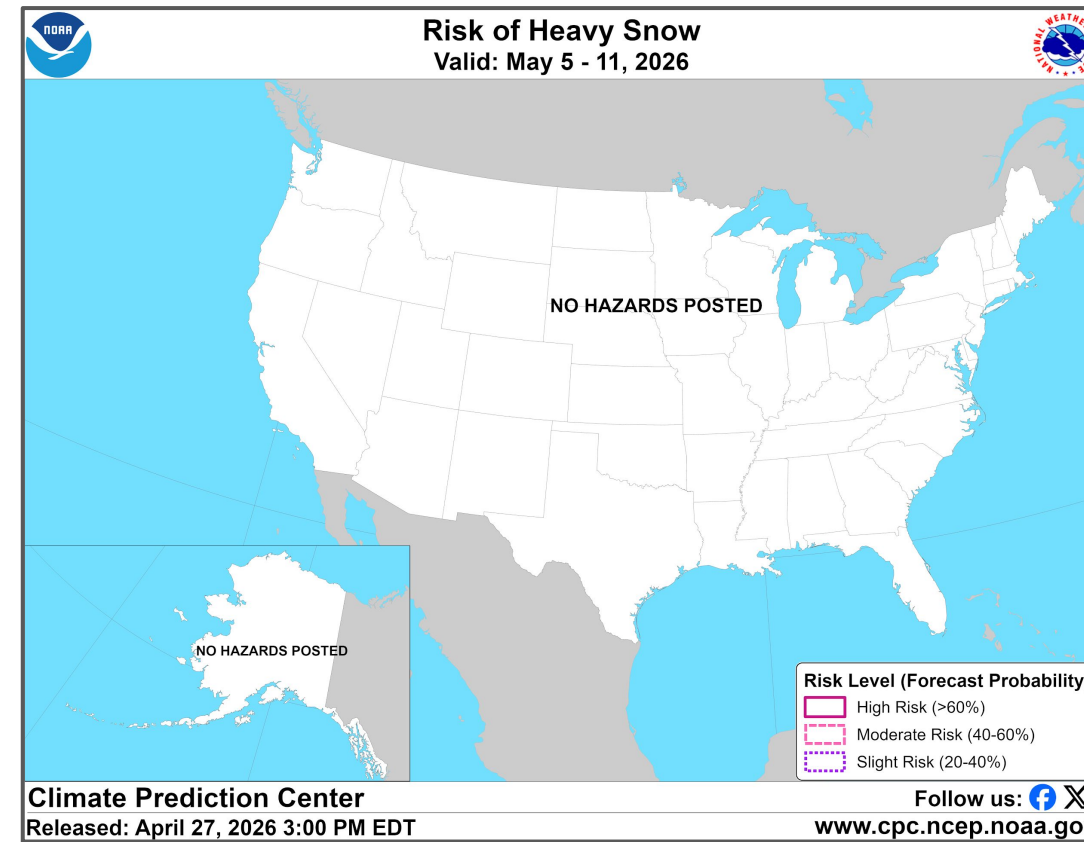 NOAA
Risk of Heavy Snow
Valid: May 5 - 11, 2026
NATIONAL WEATHE
NO HAZARDS POSTED
NO HAZARDS POSTED
Risk Level (Forecast Probability
High Risk (>60%)
Moderate Risk (40-60%)
Slight Risk (20-40%)
Climate Prediction Center
Follow us:
Released: April 27, 2026 3:00 PM EDT
www.cpc.ncep.noaa.go